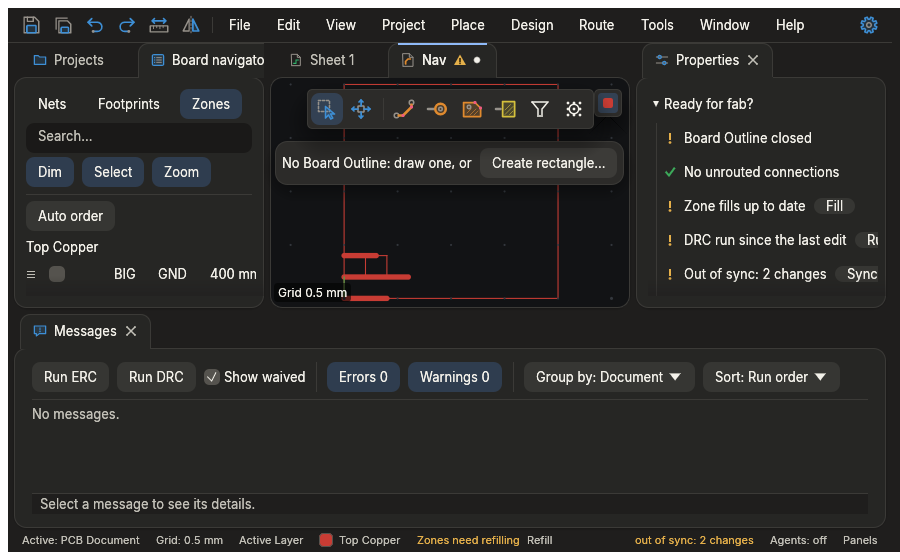 File Edit View Project Place Design Route Tools Window Help
Projects Board navigato Sheet 1 Nav Properties
Nets Footprints Zones
Search...
Dim Select Zoom
Auto order
Top Copper
BIG GND 400 mm
No Board Outline: draw one, or Create rectangle...
Grid 0.5 mm
Ready for fab?
Board Outline closed
No unrouted connections
Zone fills up to date Fill
DRC run since the last edit Ru
Out of sync: 2 changes Sync
Messages
Run ERC Run DRC Show waived Errors 0 Warnings 0 Group by: Document Sort: Run order
No messages.
Select a message to see its details.
Active: PCB Document Grid: 0.5 mm Active Layer Top Copper Zones need refilling Refill out of sync: 2 changes Agents: off Panels